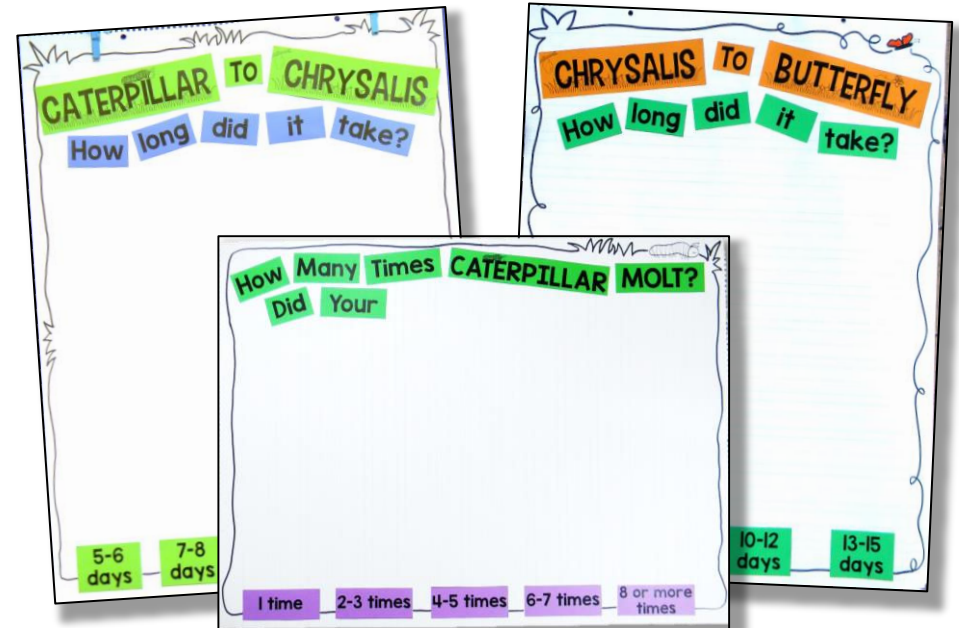 CATERPILLAR TO CHRYSALIS
How long did it take?
5-6 days
7-8 days
CHRYSALIS TO BUTTERFLY
How long did it take?
10-12 days
13-15 days
How Many Times CATERPILLAR MOLT?
Did Your
1 time 2-3 times 4-5 times 6-7 times 8 or more times